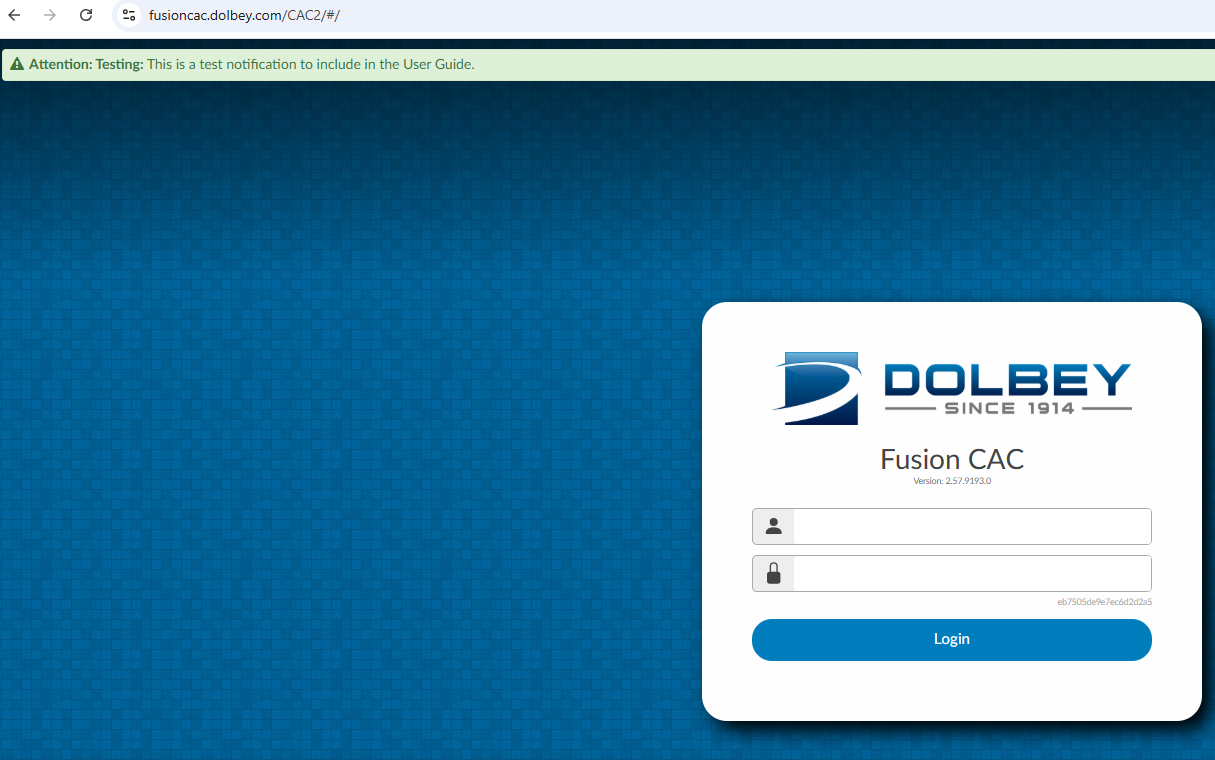 fusioncac.dolbey.com/CAC2/#/
Attention: Testing: This is a test notification to include in the User Guide.
DOLBEY
SINCE 1914
Fusion CAC
Version: 2.57.9193.0
eb7505de9e7ec6d2d2a5
Login